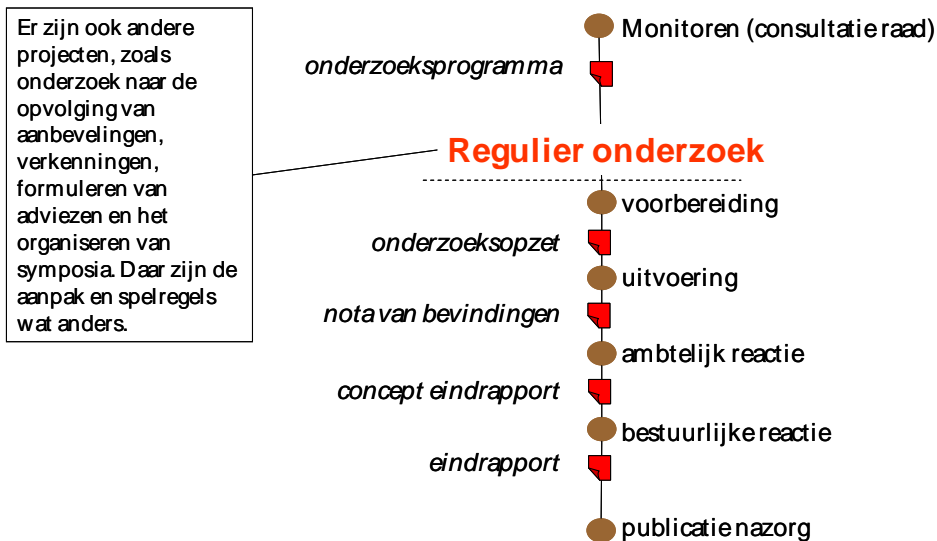 Er zijn ook andere
projecten, zoals
onderzoek naar de
opvolging van
aanbevelingen,
verkenningen,
formuleren van
adviezen en het
organiseren van
symposia. Daar zijn de
aanpak en spelregels
wat anders.
Monitoren (consultatie raad)
onderzoeksprogramma
Regulier onderzoek
voorbereiding
onderzoeksopzet
uitvoering
nota van bevindingen
ambtelijk reactie
concept eindrapport
bestuurlijke reactie
eindrapport
publicatie nazorg